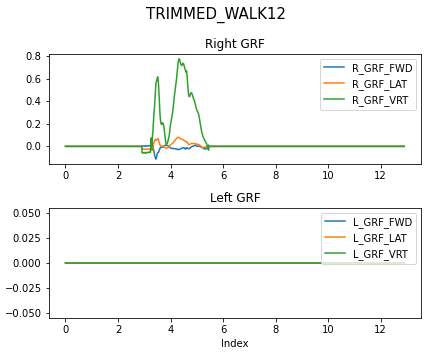 TRIMMED_WALK12
Right GRF
0.8
0.6
0.4
0.2
0.0
R_GRF_FWD
R_GRF_LAT
R_GRF_VRT
0 2 4 6 8 10 12
Left GRF
0.050
0.025
0.000
−0.025
−0.050
L_GRF_FWD
L_GRF_LAT
L_GRF_VRT
0 2 4 6 8 10 12
Index